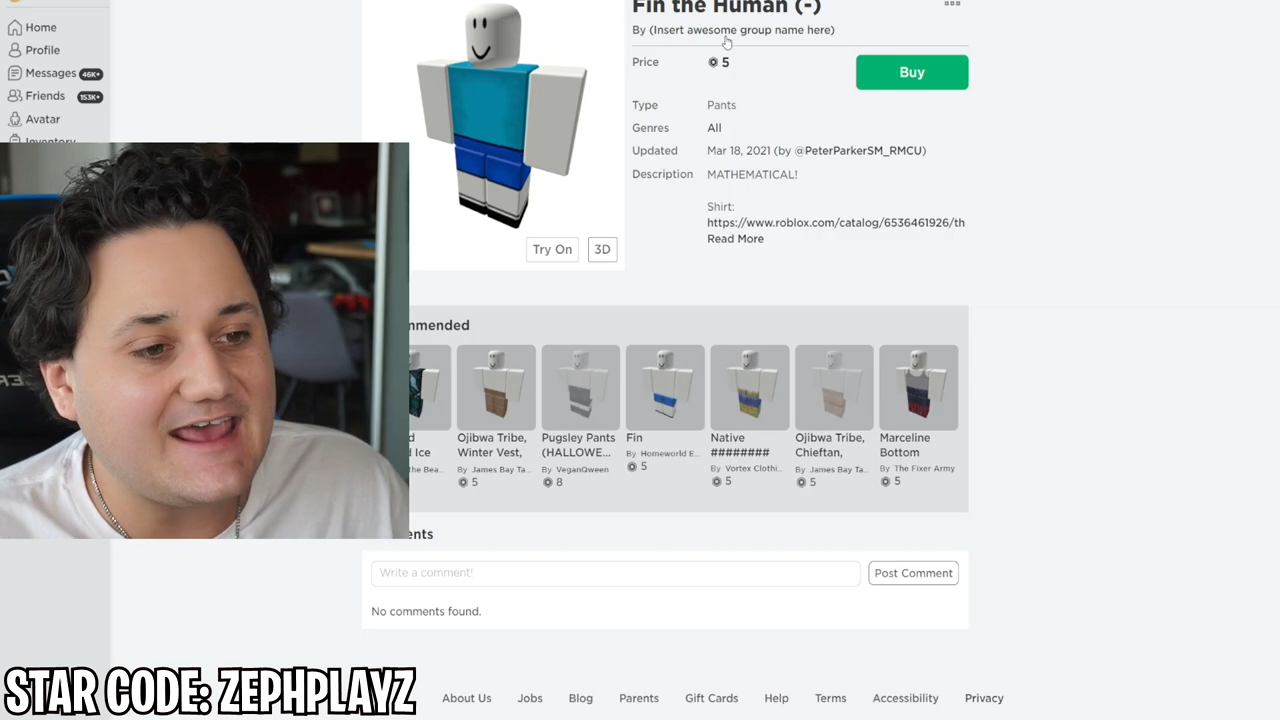 Home
Profile
Messages 46K+
Friends 153K+
Avatar
Inventory
Fin the Human (-)
By (Insert awesome group name here)
Price 5
Buy
Type Pants
Genres All
Updated Mar 18, 2021 (by @PeterParkerSM_RMCU)
Description MATHEMATICAL!
Shirt:
https://www.roblox.com/catalog/6536461926/th
Read More
Try On
3D
mmended
Ice
the Bea...
Ojibwa Tribe,
Winter Vest,
By James Bay Ta...
5
Pugsley Pants
(HALLOWE...
By VeganQween
8
Fin
By Homeworld E...
5
Native
########
By Vortex Clothi...
5
Ojibwa Tribe,
Chieftan,
By James Bay Ta...
5
Marceline
Bottom
By The Fixer Army
5
ents
Write a comment!
Post Comment
No comments found.
STAR CODE: ZEPHPLAYZ
About Us Jobs Blog Parents Gift Cards Help Terms Accessibility Privacy